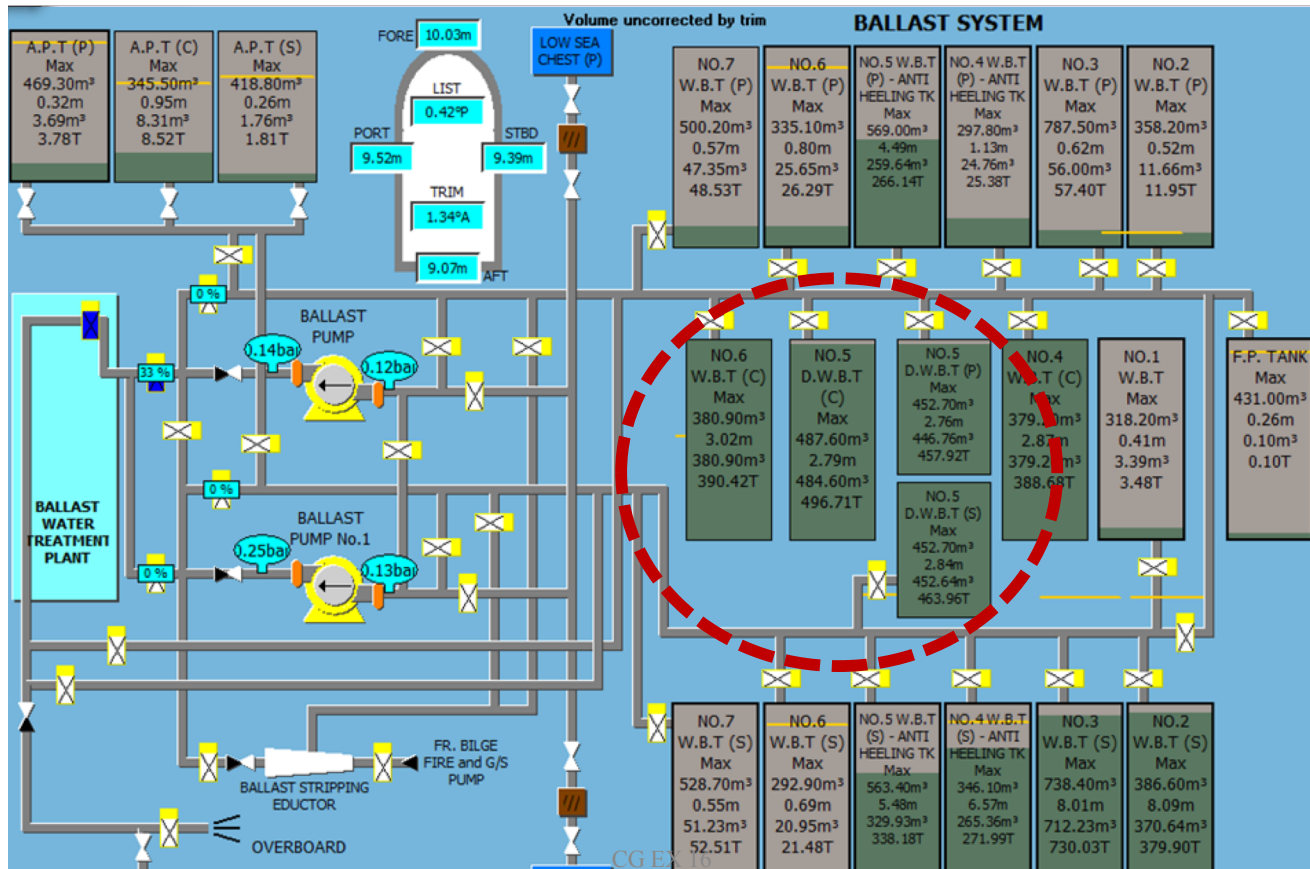 Volume uncorrected by trim
BALLAST SYSTEM
A.P.T (P)
Max
469.30m³
0.32m
3.69m³
3.78T
A.P.T (C)
Max
345.50m³
0.95m
8.31m³
8.52T
A.P.T (S)
Max
418.80m³
0.26m
1.76m³
1.81T
FORE
10.03m
LIST
0.42ºP
PORT
9.52m
STBD
9.39m
TRIM
1.34ºA
9.07m
AFT
LOW SEA
CHEST (P)
NO.7
W.B.T (P)
Max
500.20m³
0.57m
47.35m³
48.53T
NO.6
W.B.T (P)
Max
335.10m³
0.80m
25.65m³
26.29T
NO.5 W.B.T
(P) - ANTI
HEELING TK
Max
569.00m³
4.49m
259.64m³
266.14T
NO.4 W.B.T
(P) - ANTI
HEELING TK
Max
297.80m³
1.13m
24.76m³
25.38T
NO.3
W.B.T (P)
Max
787.50m³
0.62m
56.00m³
57.40T
NO.2
W.B.T (P)
Max
358.20m³
0.52m
11.66m³
11.95T
0 %
BALLAST
PUMP
0.14ba
0.12ba
33 %
0 %
BALLAST
WATER
TREATMENT
PLANT
BALLAST
PUMP No.1
0.25ba
0.13ba
0 %
NO.6
W.B.T (C)
Max
380.90m³
3.02m
380.90m³
390.42T
NO.5
D.W.B.T
(C)
Max
487.60m³
2.79m
484.60m³
496.71T
NO.5
D.W.B.T (P)
Max
452.70m³
2.76m
446.76m³
457.92T
NO.5
D.W.B.T (S)
Max
452.70m³
2.84m
452.64m³
463.96T
NO.4
W.B.T (C)
Max
2.87m
388.68T
NO.1
W.B.T
Max
318.20m³
0.41m
3.39m³
3.48T
F.P. TANK
Max
431.00m³
0.26m
0.10m³
0.10T
FR. BILGE
FIRE and G/S
PUMP
BALLAST STRIPPING
EDUCTOR
OVERBOARD
NO.7
W.B.T (S)
Max
528.70m³
0.55m
51.23m³
52.51T
NO.6
W.B.T (S)
Max
292.90m³
0.69m
20.95m³
21.48T
NO.5 W.B.T
(S) - ANTI
HEELING TK
Max
563.40m³
5.48m
329.93m³
338.18T
NO.4 W.B.T
(S) - ANTI
HEELING TK
Max
346.10m³
6.57m
265.36m³
271.99T
NO.3
W.B.T (S)
Max
738.40m³
8.01m
712.23m³
730.03T
NO.2
W.B.T (S)
Max
386.60m³
8.09m
370.64m³
379.90T
CG EX 16